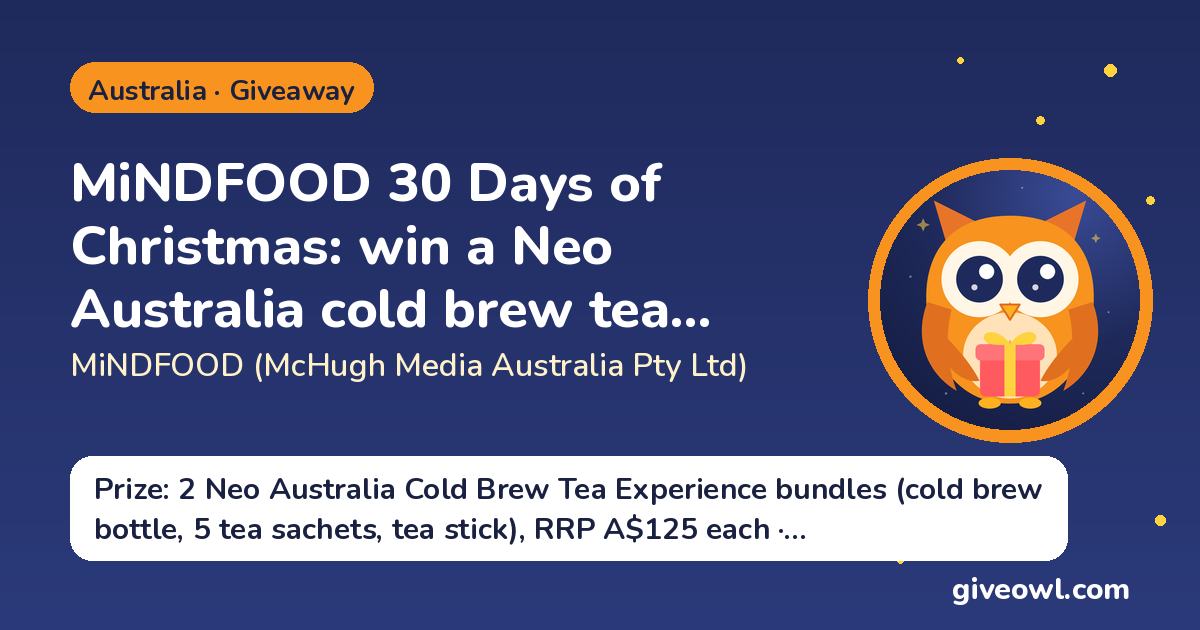 Australia · Giveaway
MiNDFOOD 30 Days of
Christmas: win a Neo
Australia cold brew tea...
MiNDFOOD (McHugh Media Australia Pty Ltd)
Prize: 2 Neo Australia Cold Brew Tea Experience bundles (cold brew
bottle, 5 tea sachets, tea stick), RRP A$125 each ·...
giveowl.com